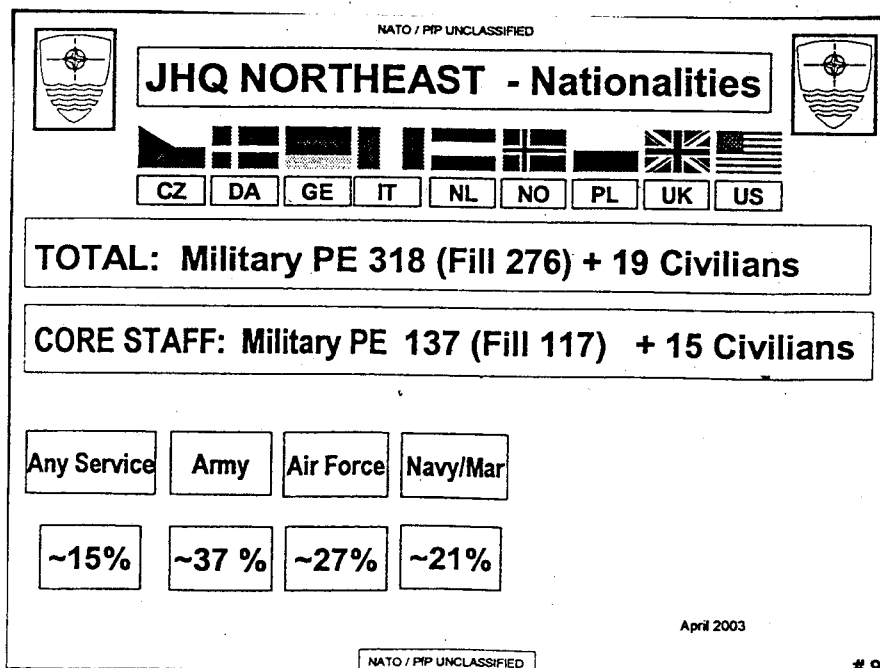 NATO / PfP UNCLASSIFIED
JHQ NORTHEAST - Nationalities
CZ DA GE IT NL NO PL UK US
TOTAL: Military PE 318 (Fill 276) + 19 Civilians
CORE STAFF: Military PE 137 (Fill 117) + 15 Civilians
Any Service Army Air Force Navy/Mar
~15% ~37 % ~27% ~21%
April 2003
NATO / PfP UNCLASSIFIED